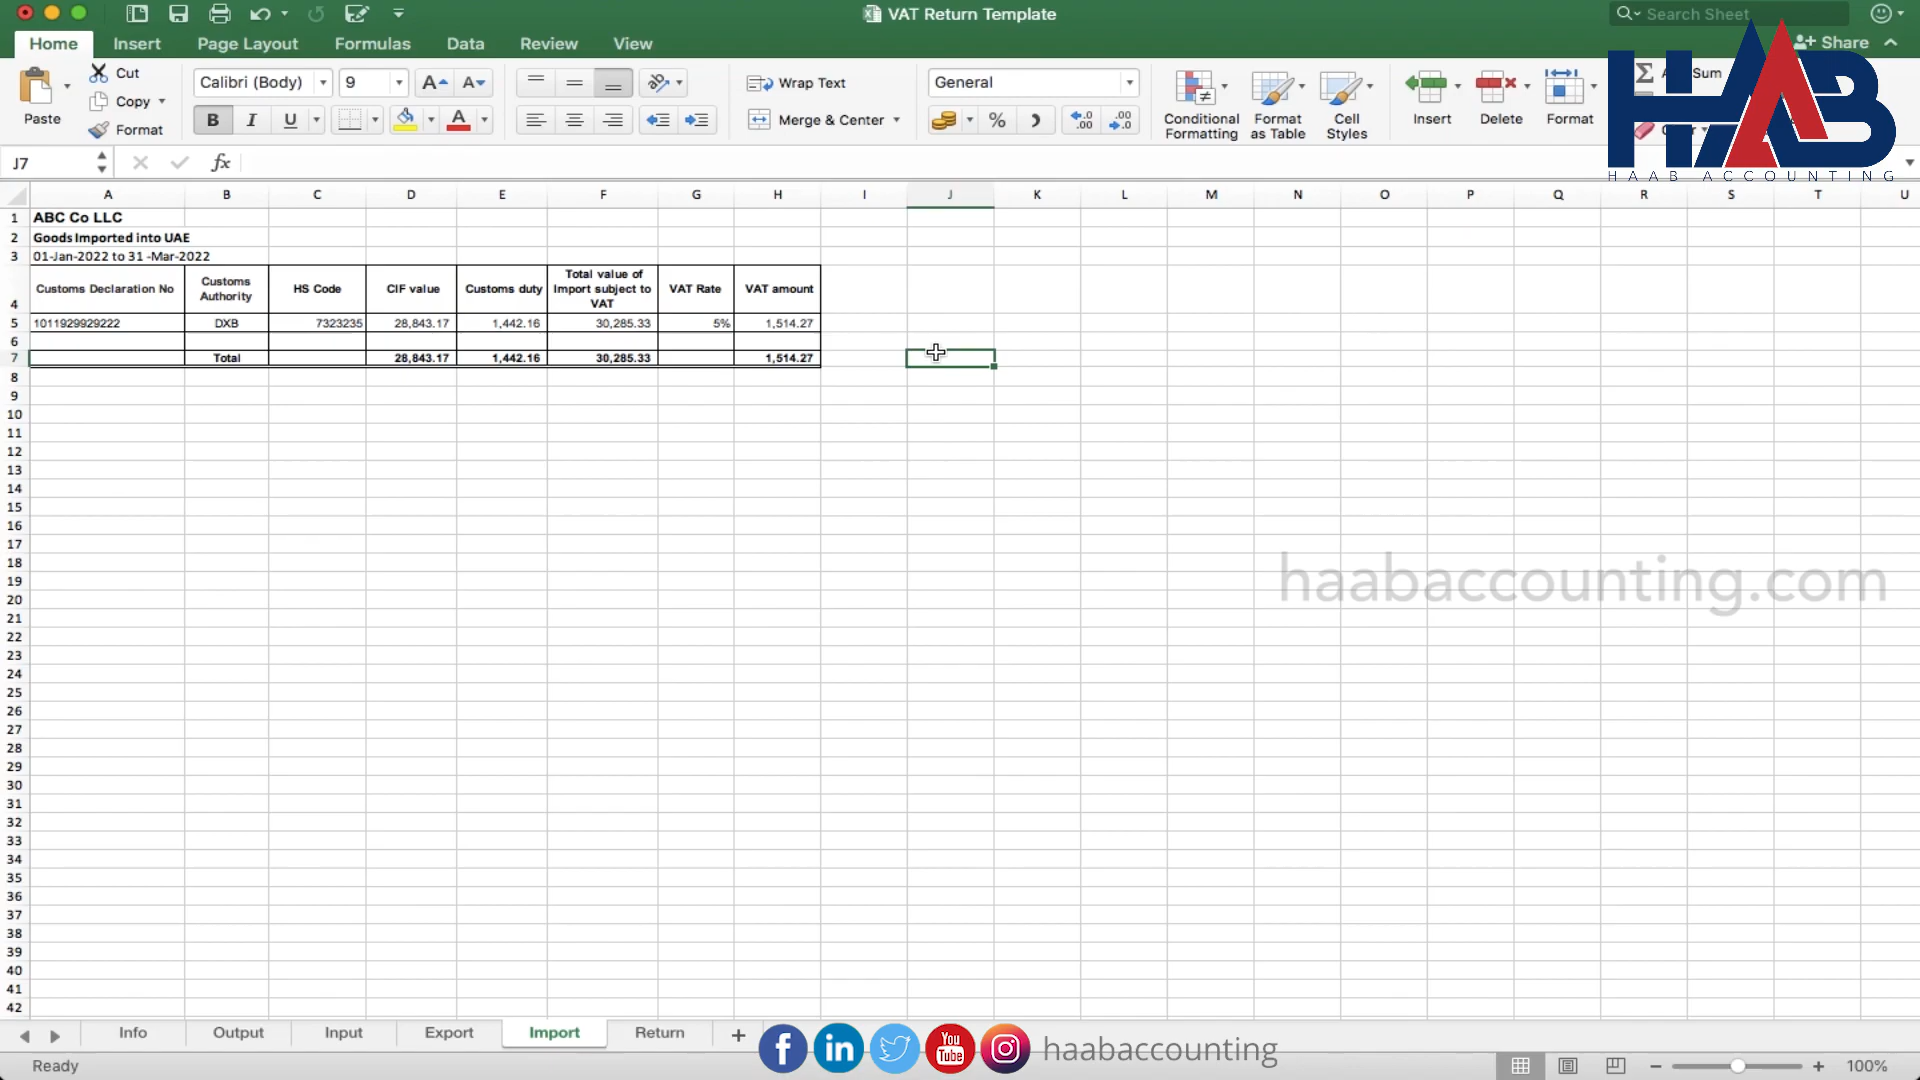 VAT Return Template
Search Sheet
Home Insert Page Layout Formulas Data Review View
Share
Paste
Cut
Copy
Format
Calibri (Body) 9
B I U
Wrap Text
Merge & Center
General
%
Conditional Formatting
Format as Table
Cell Styles
Insert
Delete
Format
Sum
HAAB
HAAB ACCOUNTING
J7
fx
A B C D E F G H I J K L M N O P Q R S T U
1 ABC Co LLC
2 Goods Imported into UAE
3 01-Jan-2022 to 31 -Mar-2022
4 Customs Declaration No Customs Authority HS Code CIF value Customs duty Total value of Import subject to VAT VAT Rate VAT amount
5 1011929929222 DXB 7323235 28,843.17 1,442.16 30,285.33 5% 1,514.27
6
7 Total 28,843.17 1,442.16 30,285.33 1,514.27
8
9
10
11
12
13
14
15
16
17
18
19
20
21
22
23
24
25
26
27
28
29
30
31
32
33
34
35
36
37
38
39
40
41
42
haabaccounting.com
Info Output Input Export Import Return
You Tube
haabaccounting
Ready
100%